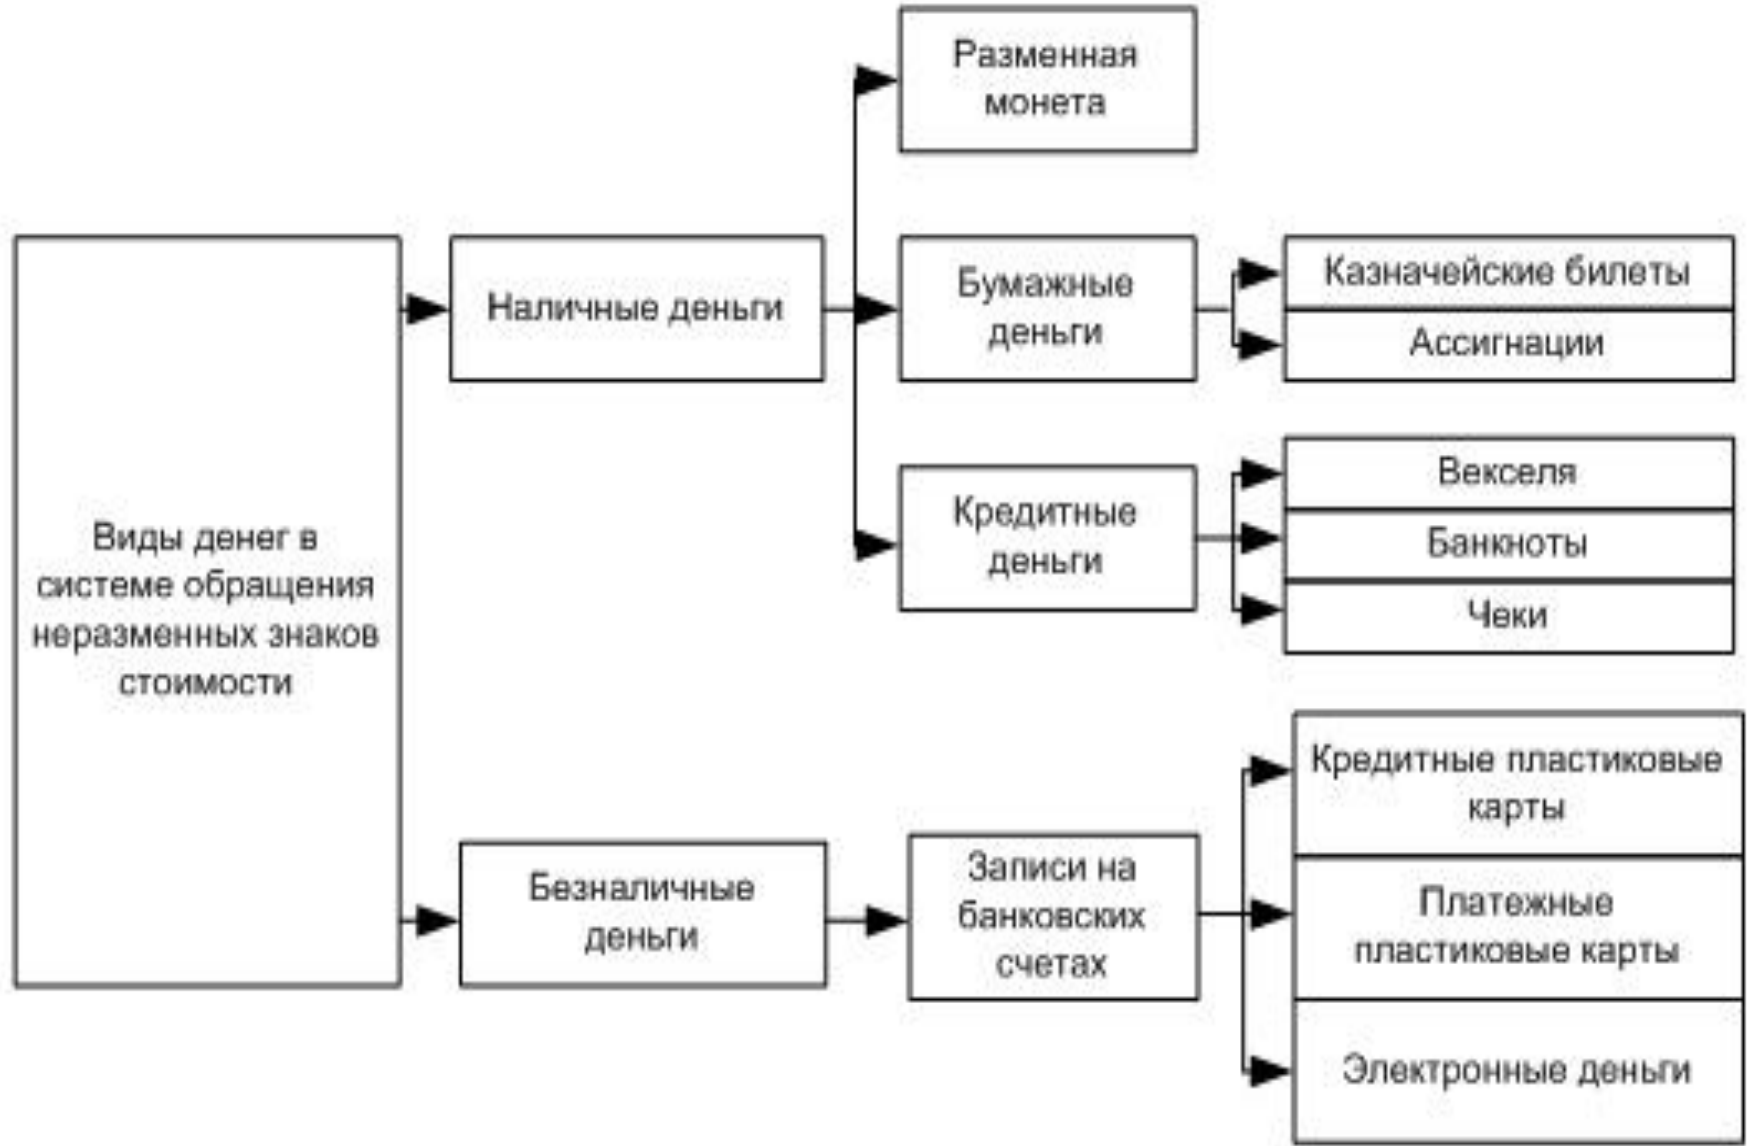 Разменная
монета
Виды денег в
системе обращения
неразменных знаков
стоимости
Наличные деньги
Бумажные
деньги
Казначейские билеты
Ассигнации
Кредитные
деньги
Векселя
Банкноты
Чеки
Безналичные
деньги
Записи на
банковских
счетах
Кредитные пластиковые
карты
Платежные
пластиковые карты
Электронные деньги